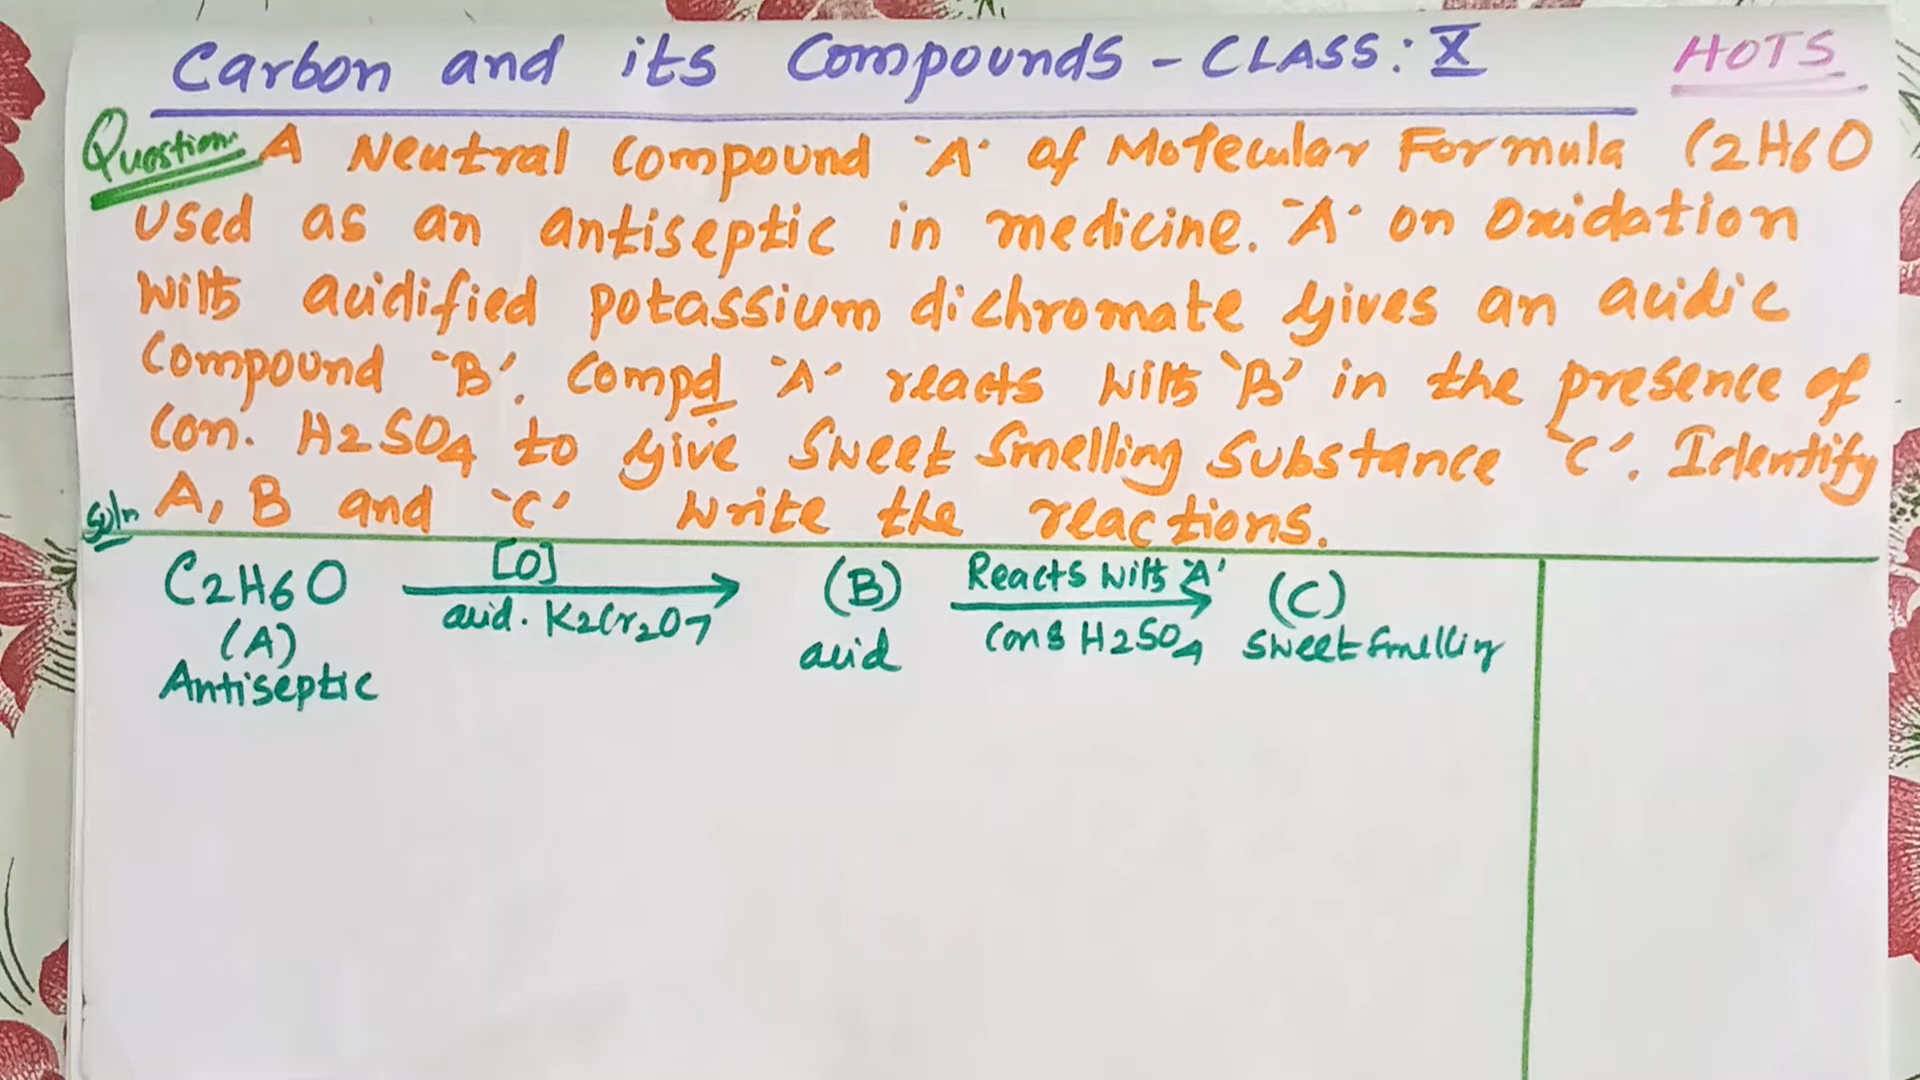 Carbon and its Compounds - CLASS: X HOTS
Question: A Neutral Compound 'A' of Molecular Formula C2H6O
used as an antiseptic in medicine. 'A' on Oxidation
with acidified potassium dichromate gives an acidic
Compound 'B'. Compd 'A' reacts with 'B' in the presence of
Con. H2SO4 to give Sweet Smelling Substance 'C'. Identify
A, B and 'C' Write the reactions.
Soln
C2H6O [O] (B) Reacts with 'A' (C)
(A) acid. K2Cr2O7 acid Conc H2SO4 Sweet Smelling
Antiseptic